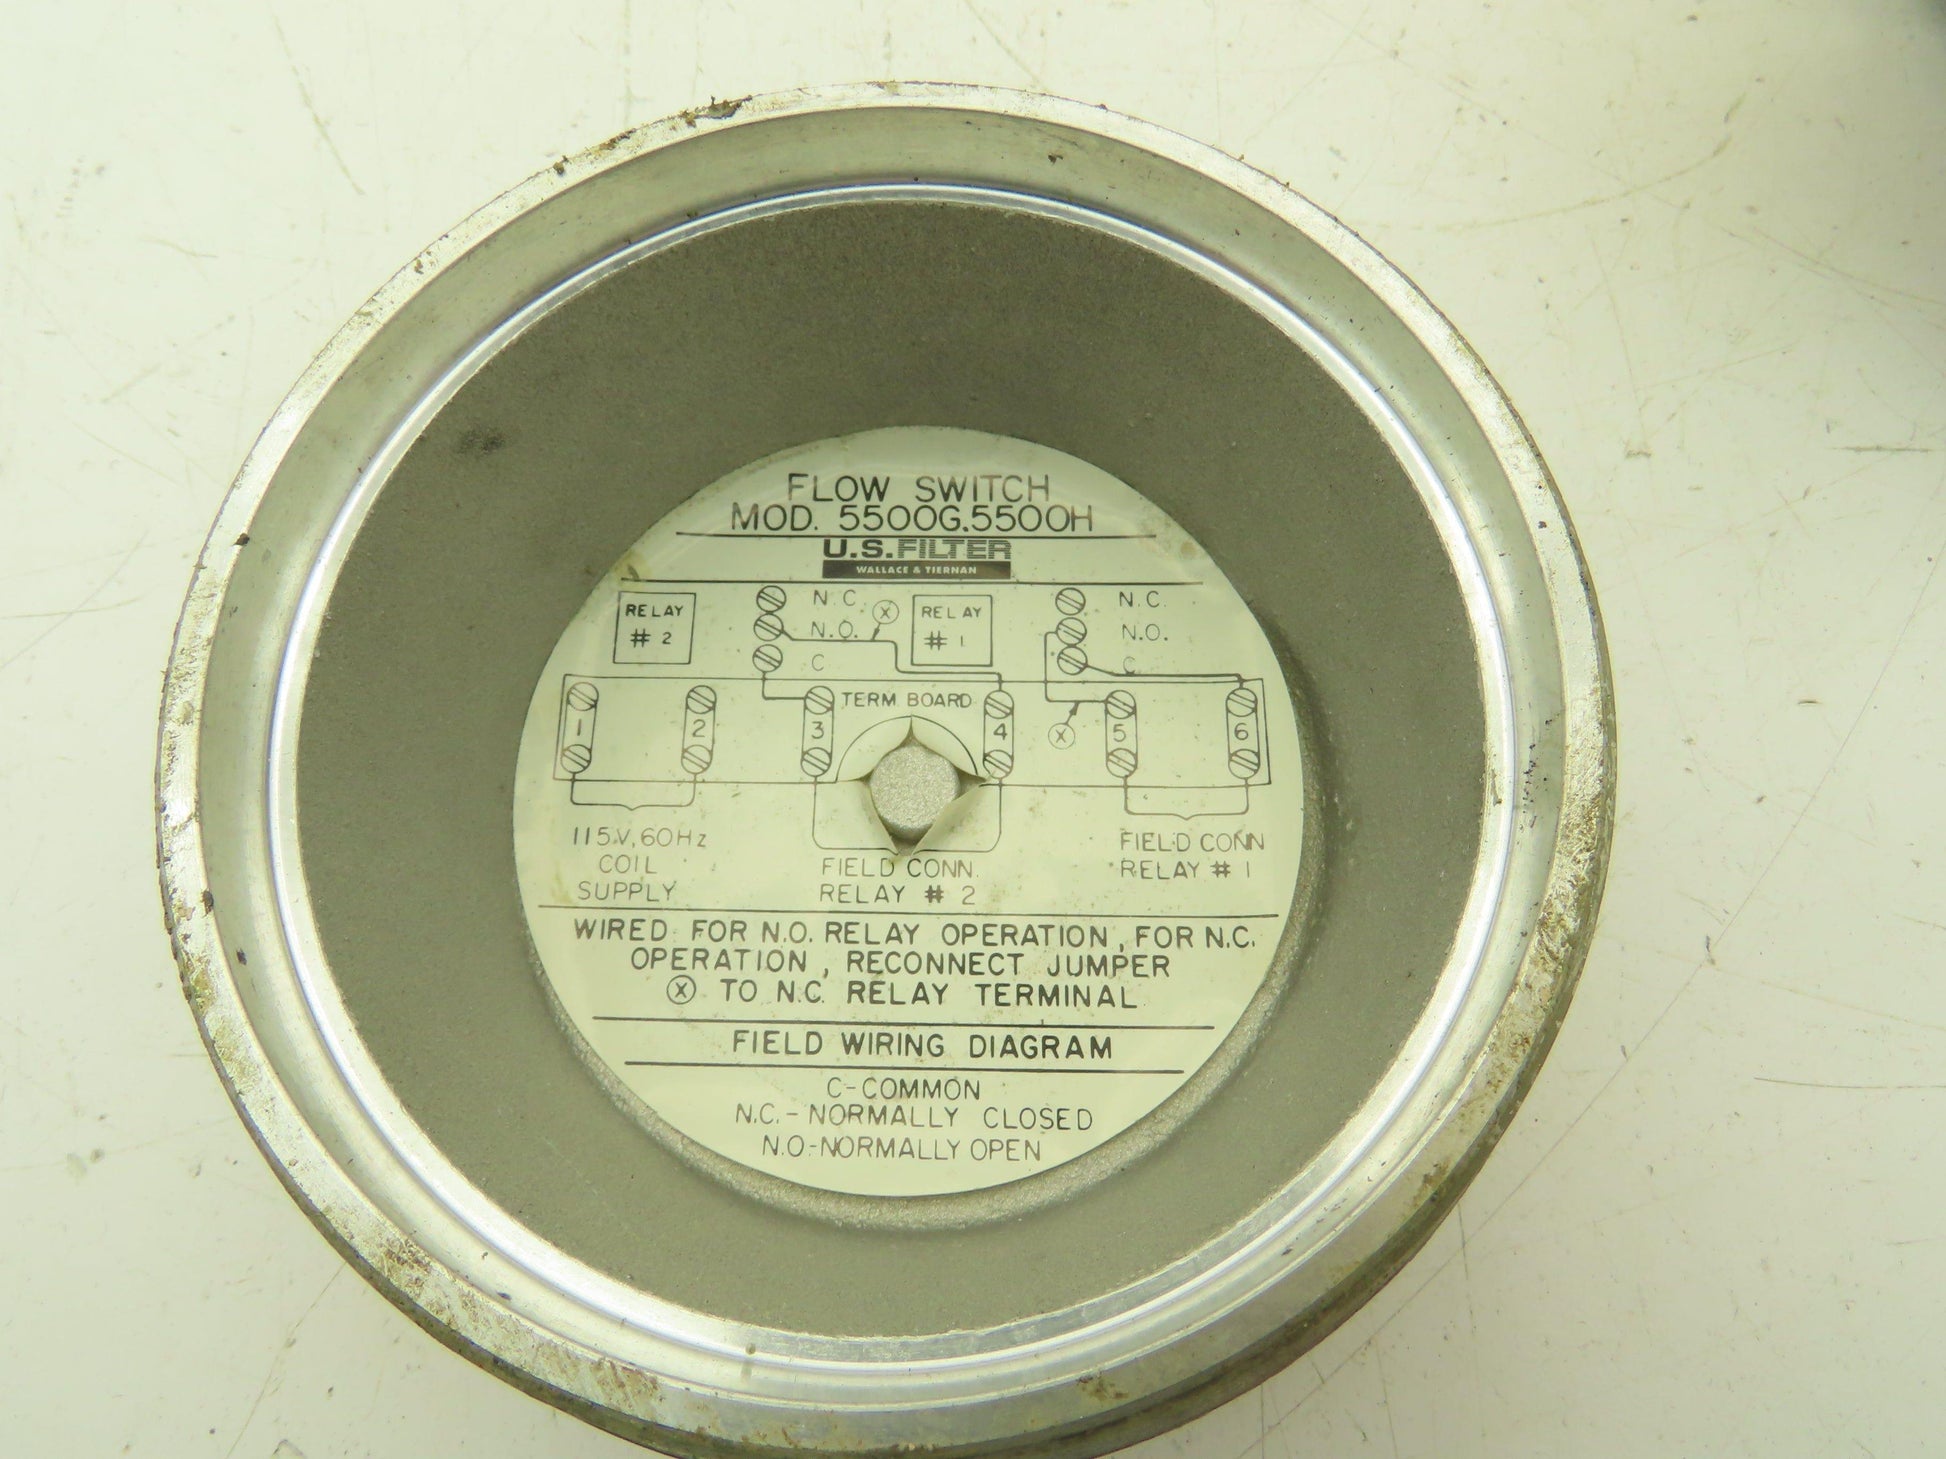 FLOW SWITCH
MOD. 5500G.5500H
U.S.FILTER
WALLACE & TIERNAN
RELAY # 2
N.C.
N.O.
C
X
RELAY # 1
N.C.
N.O.
C
TERM BOARD
1 2 3 4 5 6
X
115V,60Hz
COIL
SUPPLY
FIELD CONN.
RELAY # 2
FIELD CONN
RELAY # 1
WIRED FOR N.O. RELAY OPERATION, FOR N.C.
OPERATION, RECONNECT JUMPER
X TO N.C. RELAY TERMINAL
FIELD WIRING DIAGRAM
C-COMMON
N.C.-NORMALLY CLOSED
N.O-NORMALLY OPEN